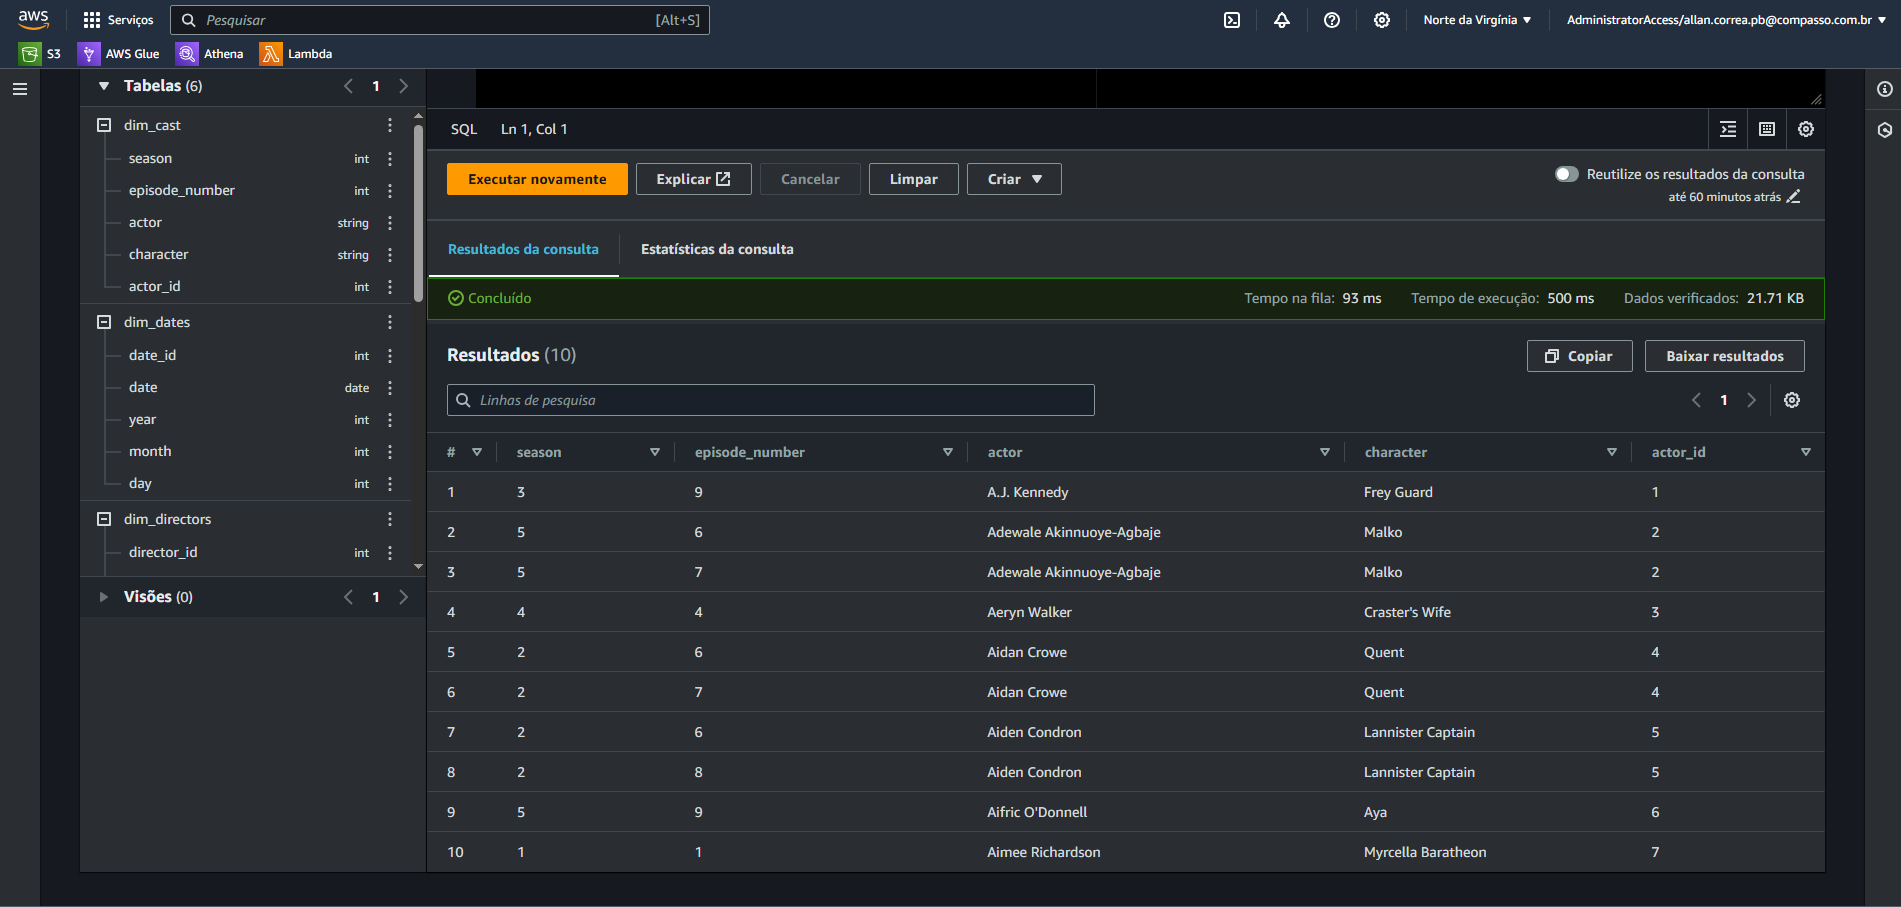 aws Serviços Pesquisar [Alt+S] Norte da Virgínia AdministratorAccess/allan.correa.pb@compasso.com.br
S3 AWS Glue Athena Lambda
Tabelas (6) 1
dim_cast
season int
episode_number int
actor string
character string
actor_id int
dim_dates
date_id int
date date
year int
month int
day int
dim_directors
director_id int
Visões (0) 1
SQL Ln 1, Col 1
Executar novamente Explicar Cancelar Limpar Criar Reutilize os resultados da consulta
até 60 minutos atrás
Resultados da consulta Estatísticas da consulta
Concluído Tempo na fila: 93 ms Tempo de execução: 500 ms Dados verificados: 21.71 KB
Resultados (10) Copiar Baixar resultados
Linhas de pesquisa 1
# season episode_number actor character actor_id
1 3 9 A.J. Kennedy Frey Guard 1
2 5 6 Adewale Akinnuoye-Agbaje Malko 2
3 5 7 Adewale Akinnuoye-Agbaje Malko 2
4 4 4 Aeryn Walker Craster's Wife 3
5 2 6 Aidan Crowe Quent 4
6 2 7 Aidan Crowe Quent 4
7 2 6 Aiden Condron Lannister Captain 5
8 2 8 Aiden Condron Lannister Captain 5
9 5 9 Aifric O'Donnell Aya 6
10 1 1 Aimee Richardson Myrcella Baratheon 7